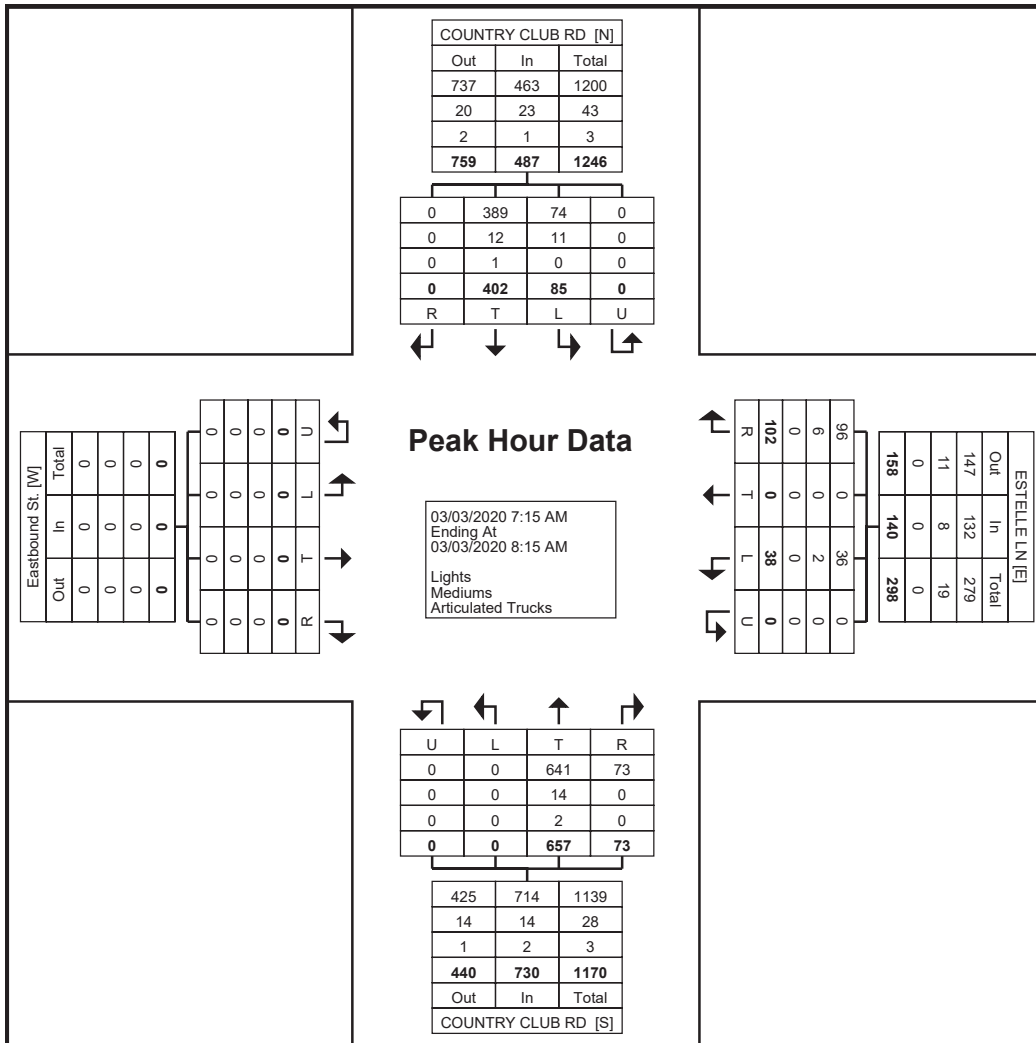 COUNTRY CLUB RD [N]
Out In Total
737 463 1200
20 23 43
2 1 3
759 487 1246
0 389 74 0
0 12 11 0
0 1 0 0
0 402 85 0
R T L U
Eastbound St. [W]
Total 0 0 0 0
In 0 0 0 0
Out 0 0 0 0
0 0 0 0 U
0 0 0 0 L
0 0 0 0 T
0 0 0 0 R
Peak Hour Data
03/03/2020 7:15 AM
Ending At
03/03/2020 8:15 AM
Lights
Mediums
Articulated Trucks
R 102 0 6 96
T 0 0 0 0
L 38 0 2 36
U 0 0 0 0
ESTELLE LN [E]
Out In Total
147 132 279
11 8 19
0 0 0
158 140 298
U L T R
0 0 641 73
0 0 14 0
0 0 2 0
0 0 657 73
425 714 1139
14 14 28
1 2 3
440 730 1170
Out In Total
COUNTRY CLUB RD [S]